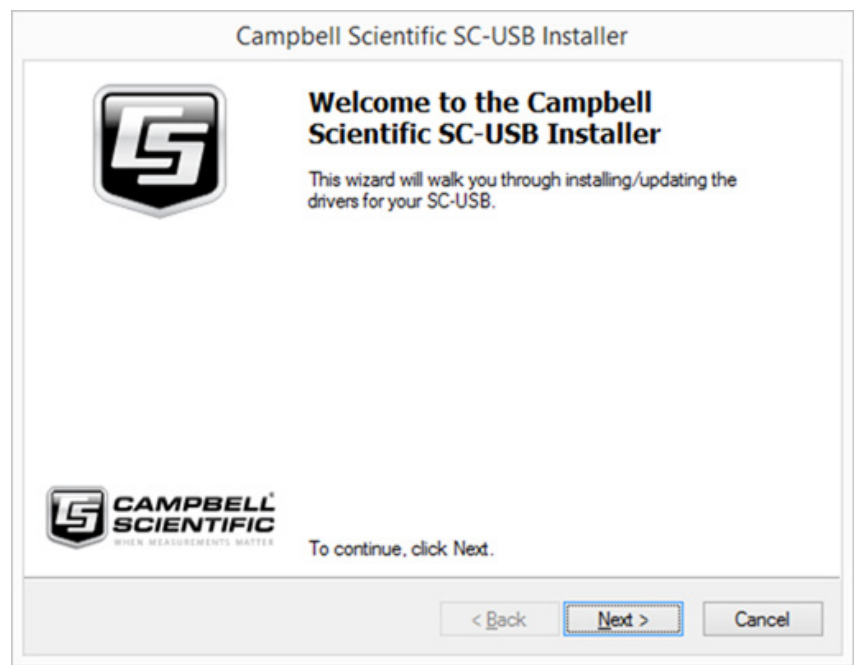 Campbell Scientific SC-USB Installer
Welcome to the Campbell
Scientific SC-USB Installer
This wizard will walk you through installing/updating the
drivers for your SC-USB.
CAMPBELL
SCIENTIFIC
WHEN MEASUREMENTS MATTER
To continue, click Next.
< Back
Next >
Cancel